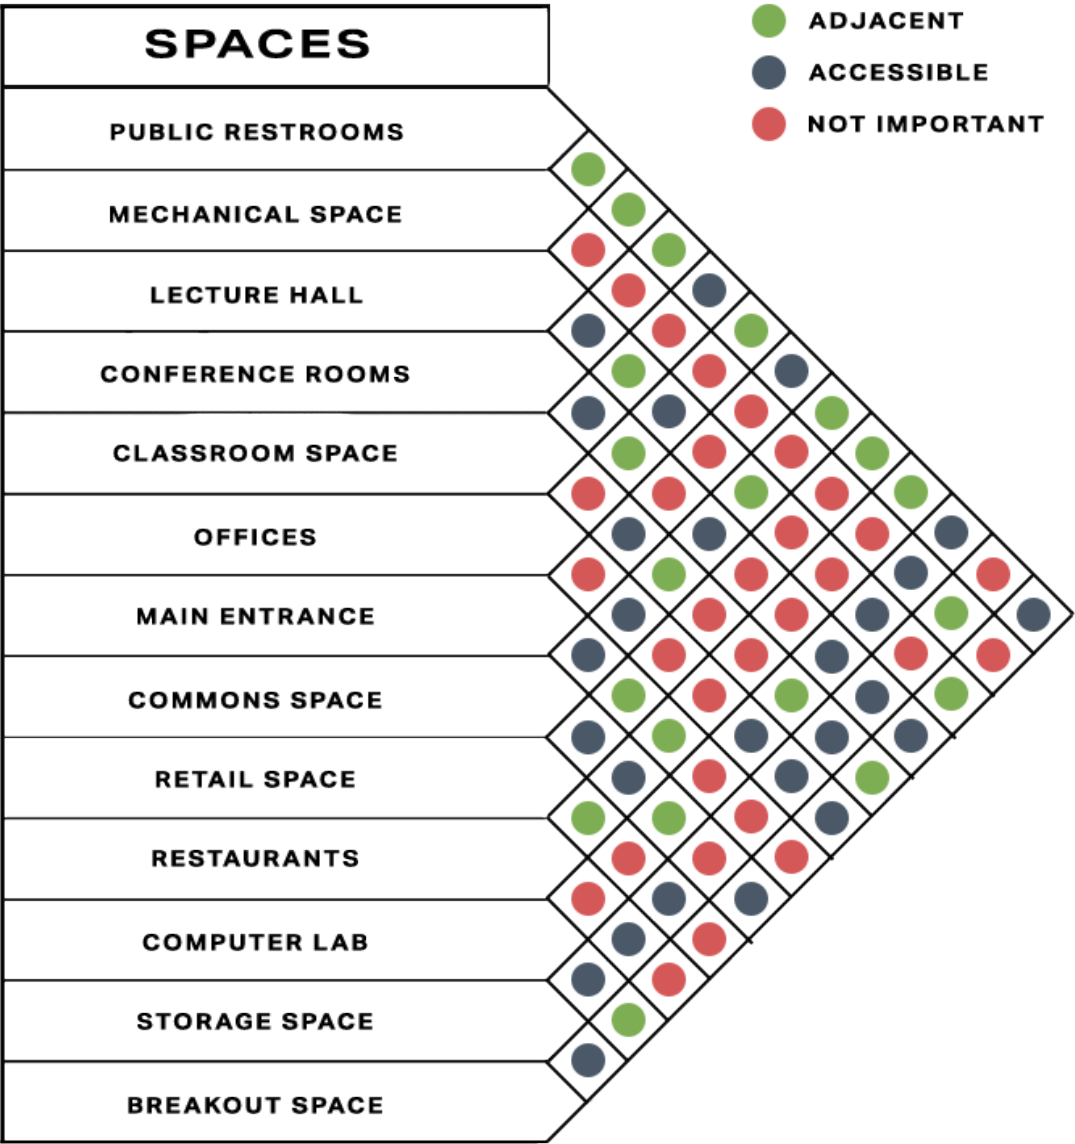 SPACES
ADJACENT
ACCESSIBLE
NOT IMPORTANT
PUBLIC RESTROOMS
MECHANICAL SPACE
LECTURE HALL
CONFERENCE ROOMS
CLASSROOM SPACE
OFFICES
MAIN ENTRANCE
COMMONS SPACE
RETAIL SPACE
RESTAURANTS
COMPUTER LAB
STORAGE SPACE
BREAKOUT SPACE